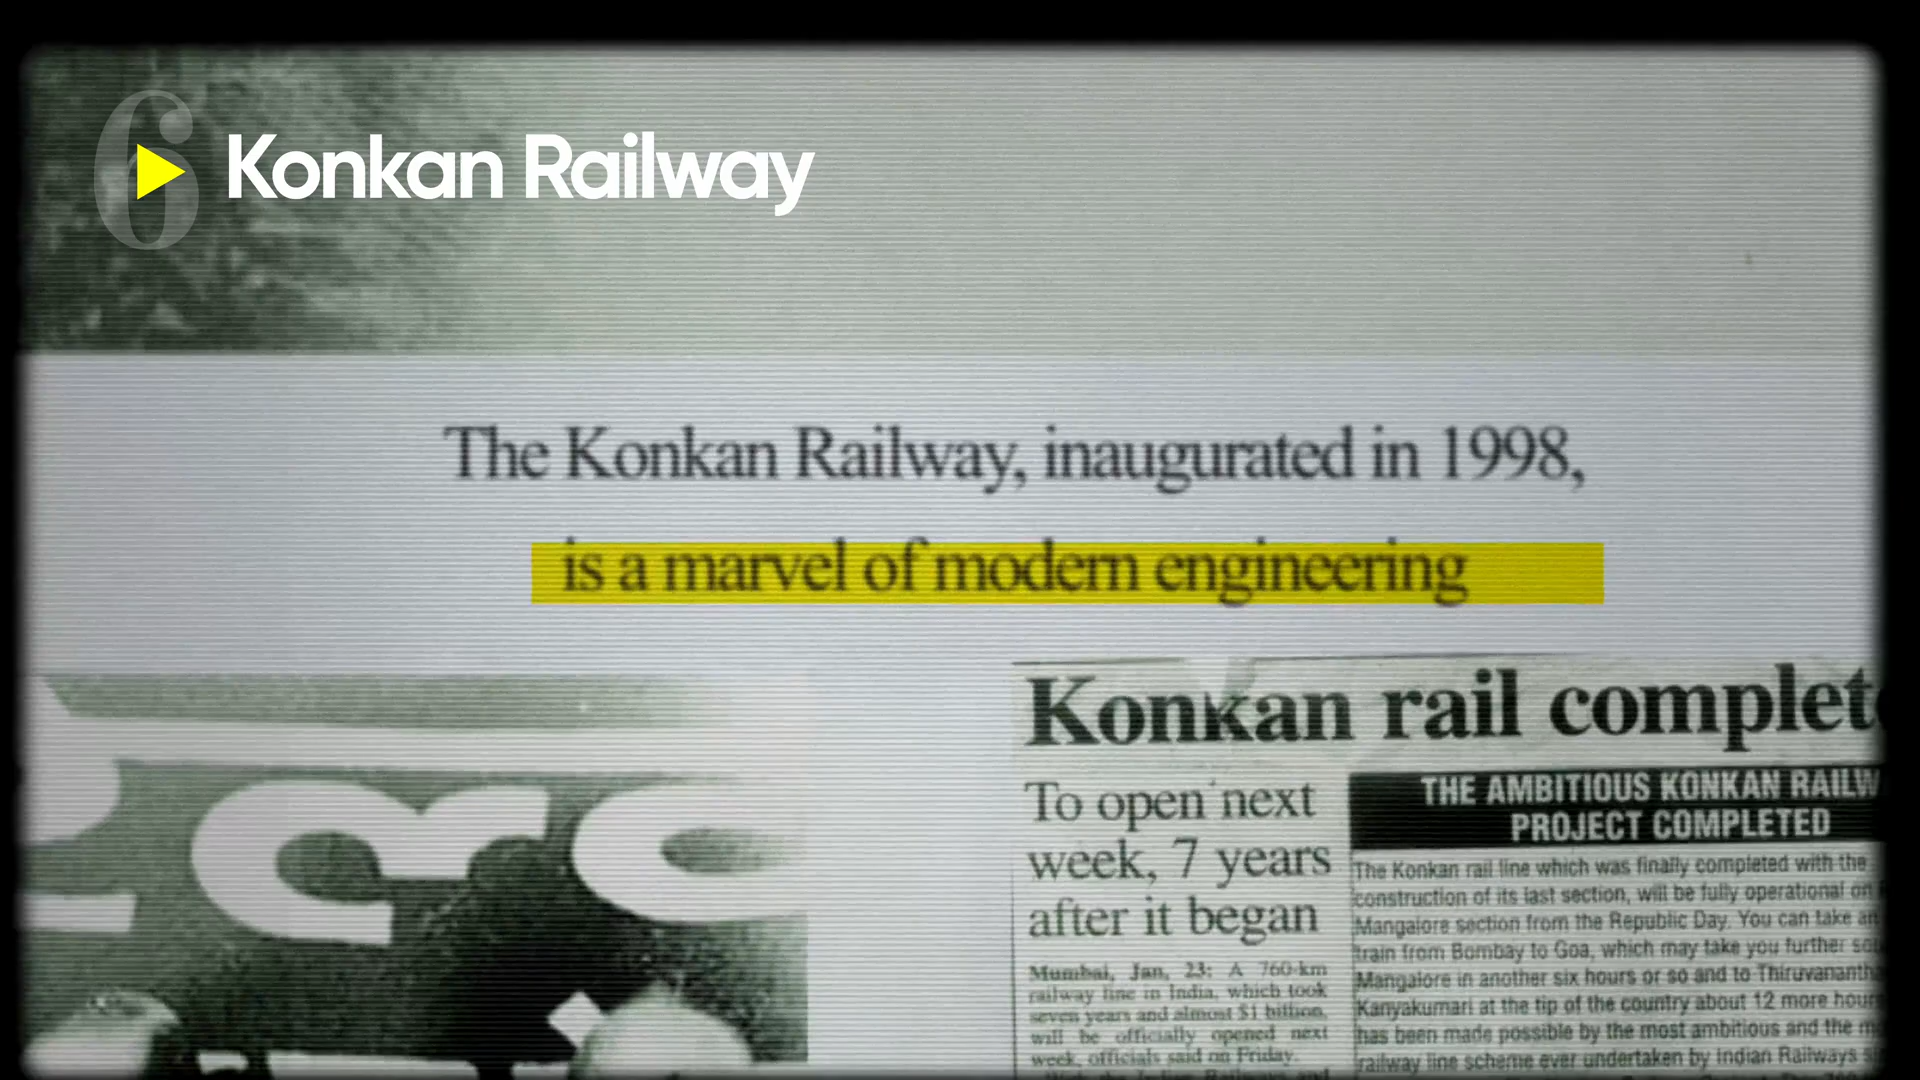 6
Konkan Railway
The Konkan Railway, inaugurated in 1998,
is a marvel of modern engineering
Konkan rail complet
To open next
week, 7 years
after it began
Mumbai, Jan, 23: A 760-km
railway line in India, which took
seven years and almost $1 billion,
will be officially opened next
week, officials said on Friday.
THE AMBITIOUS KONKAN RAILW
PROJECT COMPLETED
The Konkan rail line which was finally completed with the
construction of its last section, will be fully operational on
Mangalore section from the Republic Day. You can take an
train from Bombay to Goa, which may take you further
Mangalore in another six hours or so and to
Kanyakumari at the tip of the country about 12 more hour
has been made possible by the most ambitious and the
railway line scheme ever undertaken by Indian Railways